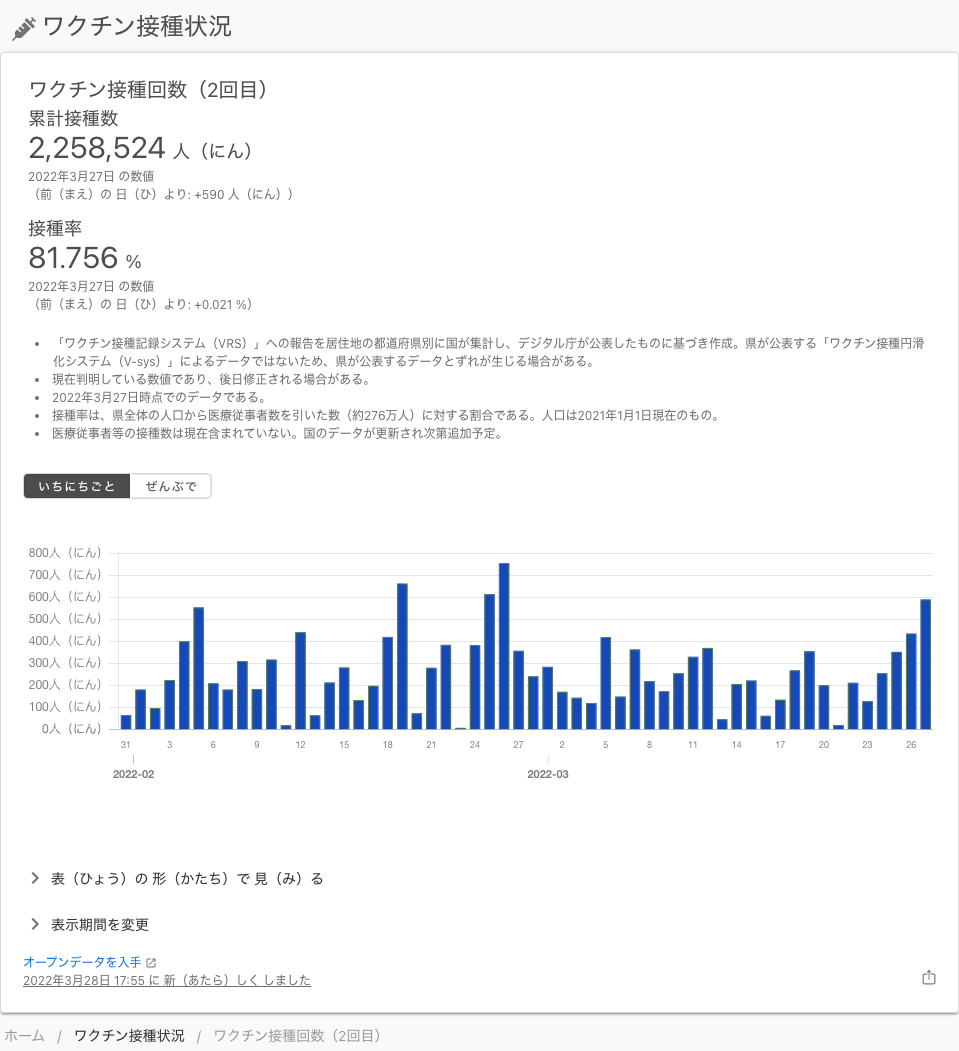 ワクチン接種状況
ワクチン接種回数（2回目）
累計接種数
2,258,524 人（にん）
2022年3月27日 の数値
（前（まえ）の 日（ひ）より: +590 人（にん））
接種率
81.756 %
2022年3月27日 の数値
（前（まえ）の 日（ひ）より: +0.021 %）
• 「ワクチン接種記録システム（VRS）」への報告を居住地の都道府県別に国が集計し、デジタル庁が公表したものに基づき作成。県が公表する「ワクチン接種円滑
化システム（V-sys）」によるデータではないため、県が公表するデータとずれが生じる場合がある。
• 現在判明している数値であり、後日修正される場合がある。
• 2022年3月27日時点でのデータである。
• 接種率は、県全体の人口から医療従事者数を引いた数（約276万人）に対する割合である。人口は2021年1月1日現在のもの。
• 医療従事者等の接種数は現在含まれていない。国のデータが更新され次第追加予定。
いちにちごと ぜんぶで
800人（にん）
700人（にん）
600人（にん）
500人（にん）
400人（にん）
300人（にん）
200人（にん）
100人（にん）
0人（にん）
31 3 6 9 12 15 18 21 24 27 2 5 8 11 14 17 20 23 26
2022-02 2022-03
表（ひょう）の 形（かたち）で 見（み）る
表示期間を変更
オープンデータを入手
2022年3月28日 17:55 に 新（あたら）しく しました
ホーム / ワクチン接種状況 / ワクチン接種回数（2回目）